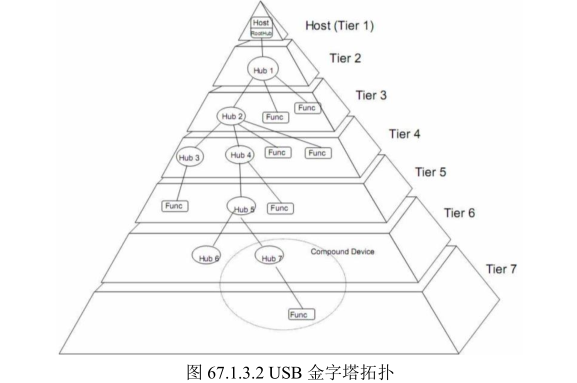 Host
RootHub
Host (Tier 1)
Tier 2
Hub 1
Tier 3
Func
Func
Hub 2
Tier 4
Func
Func
Hub 3
Hub 4
Tier 5
Func
Hub 5
Func
Tier 6
Hub 6
Hub 7
Compound Device
Tier 7
Func
图 67.1.3.2 USB 金字塔拓扑